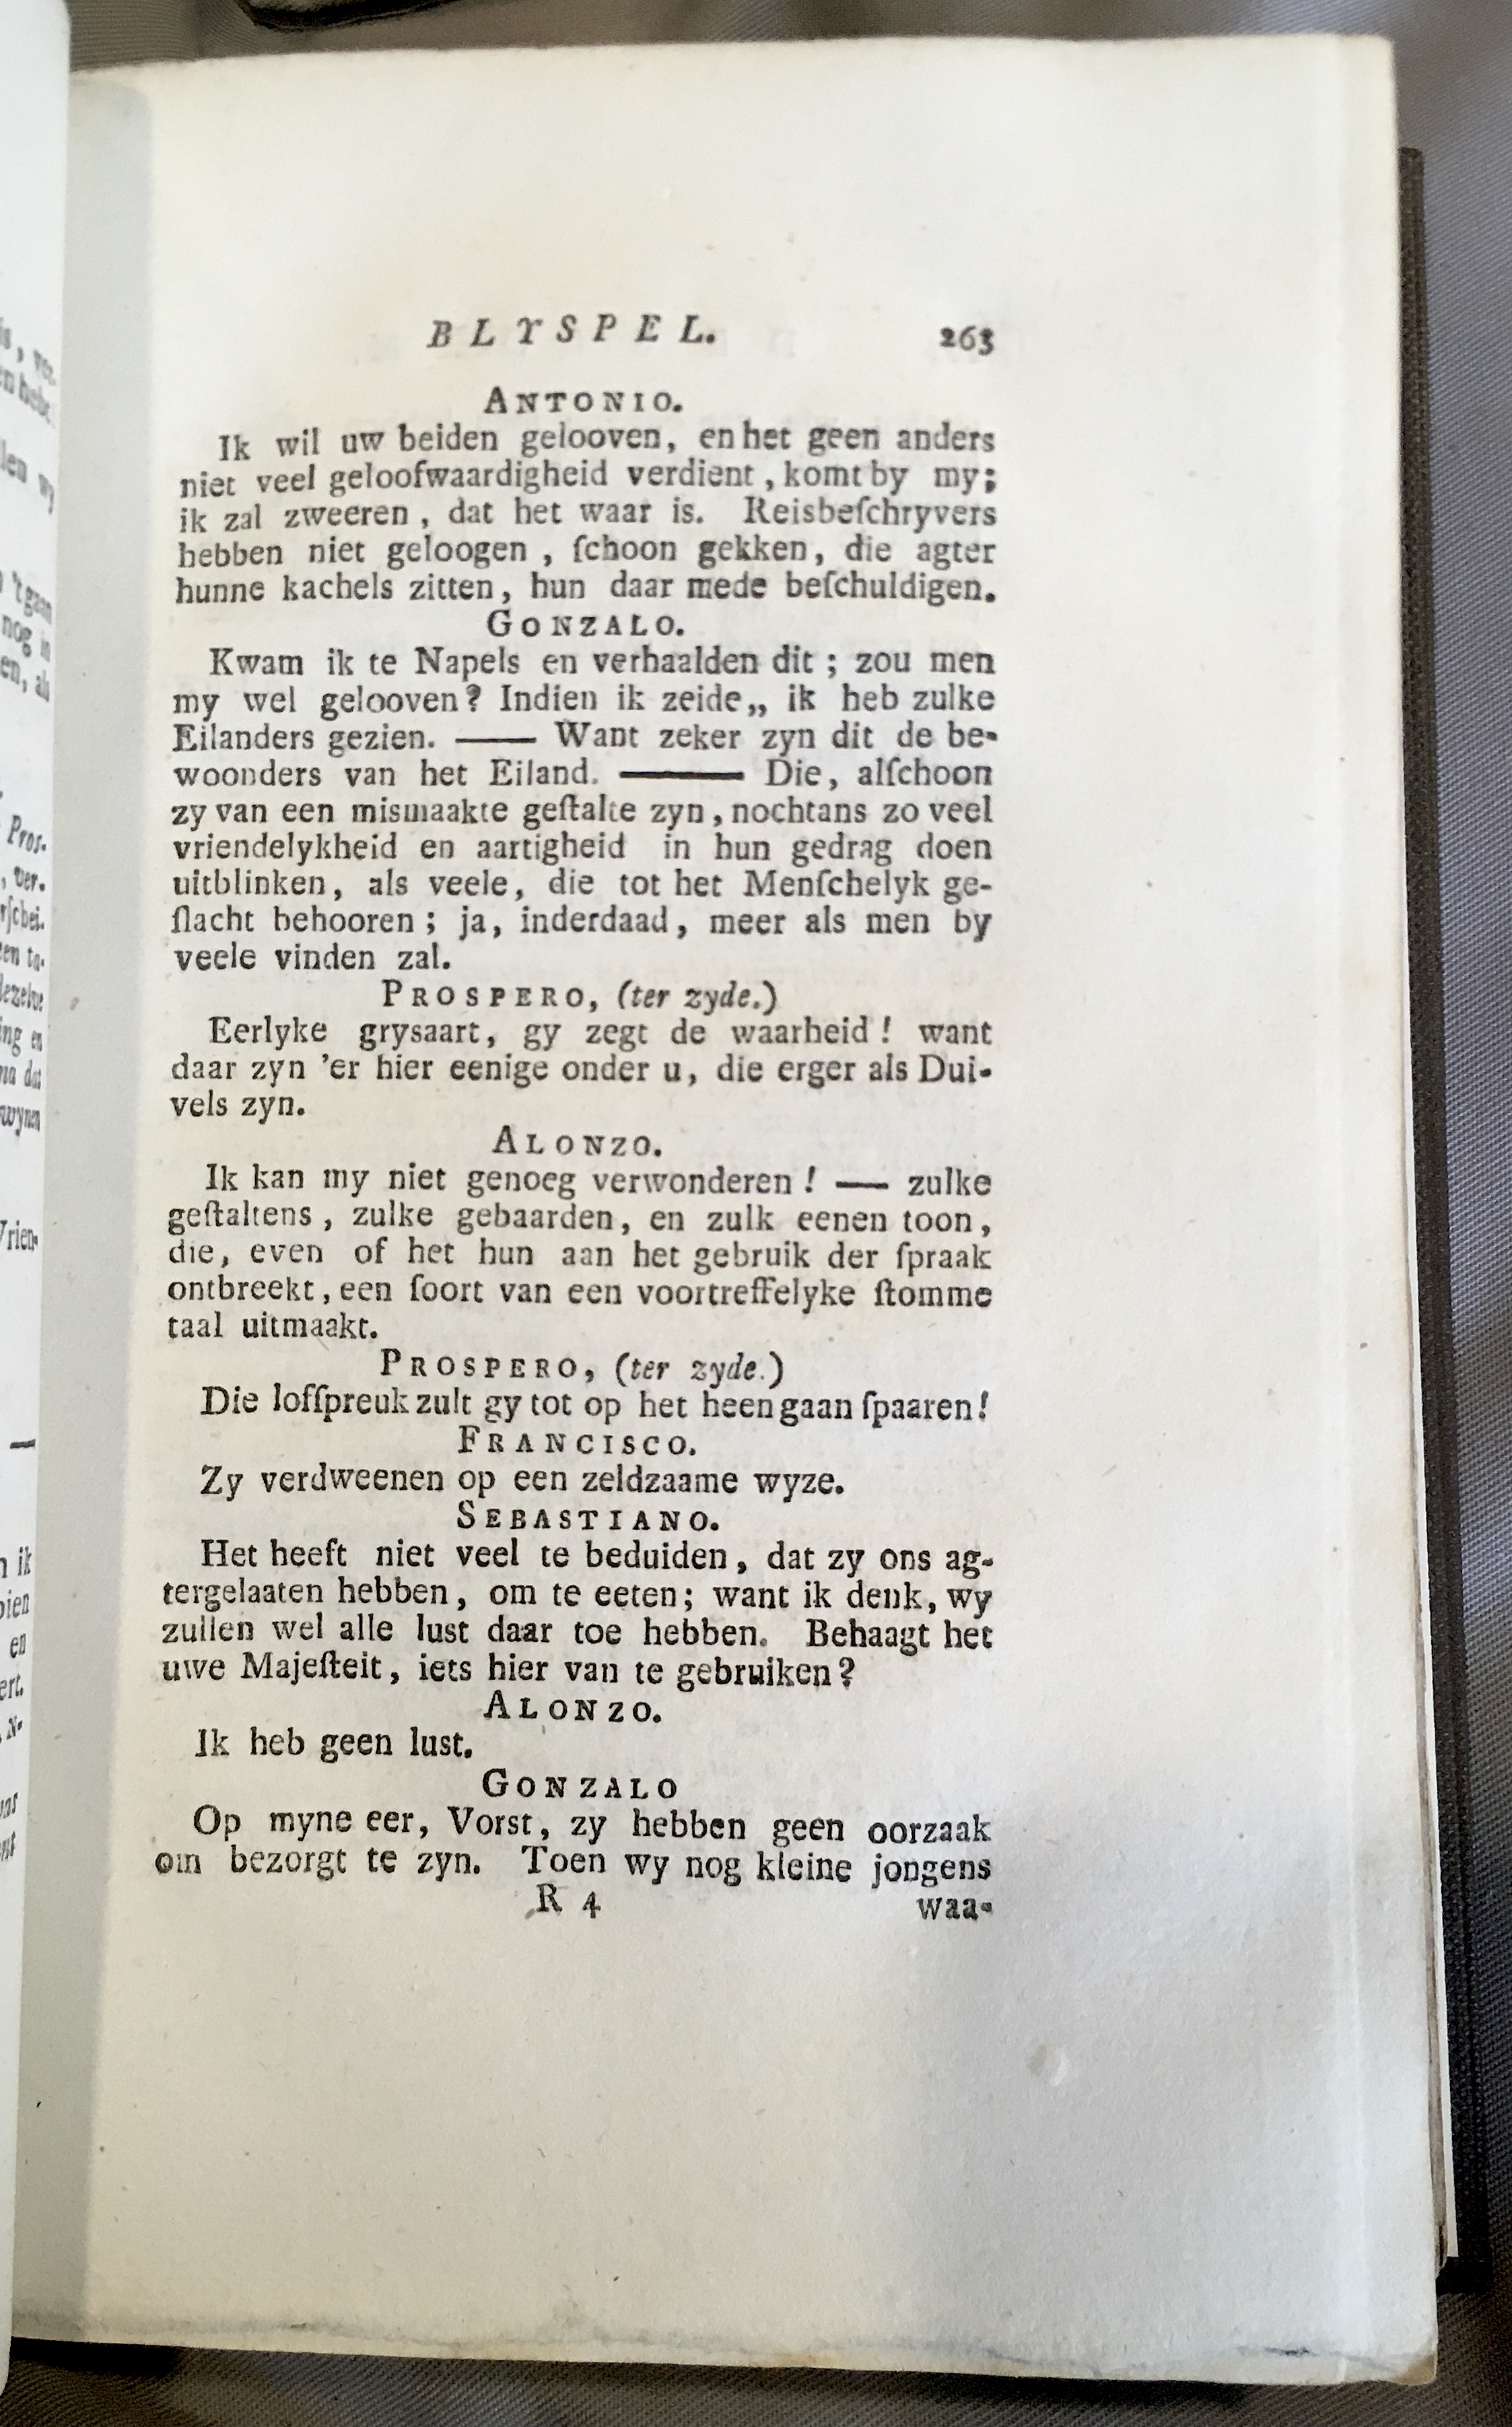 BLYSPEL. 263
ANTONIO.
Ik wil uw beiden gelooven, en het geen anders
niet veel geloofwaardigheid verdient, komt by my;
ik zal zweeren, dat het waar is. Reisbeſchryvers
hebben niet geloogen, ſchoon gekken, die agter
hunne kachels zitten, hun daar mede beſchuldigen.
GONZALO.
Kwam ik te Napels en verhaalden dit; zou men
my wel gelooven? Indien ik zeide„ ik heb zulke
Eilanders gezien. —— Want zeker zyn dit de be-
woonders van het Eiland. ——— Die, alſchoon
zy van een mismaakte geſtalte zyn, nochtans zo veel
vriendelykheid en aartigheid in hun gedrag doen
uitblinken, als veele, die tot het Menſchelyk ge-
ſlacht behooren; ja, inderdaad, meer als men by
veele vinden zal.
PROSPERO, (ter zyde.)
Eerlyke grysaart, gy zegt de waarheid! want
daar zyn 'er hier eenige onder u, die erger als Dui-
vels zyn.
ALONZO.
Ik kan my niet genoeg verwonderen! — zulke
geſtaltens, zulke gebaarden, en zulk eenen toon,
die, even of het hun aan het gebruik der ſpraak
ontbreekt, een ſoort van een voortreffelyke ſtomme
taal uitmaakt.
PROSPERO, (ter zyde.)
Die lofſpreuk zult gy tot op het heengaan ſpaaren!
FRANCISCO.
Zy verdweenen op een zeldzaame wyze.
SEBASTIANO.
Het heeft niet veel te beduiden, dat zy ons ag-
tergelaaten hebben, om te eeten; want ik denk, wy
zullen wel alle lust daar toe hebben. Behaagt het
uwe Majeſteit, iets hier van te gebruiken?
ALONZO.
Ik heb geen lust.
GONZALO
Op myne eer, Vorst, zy hebben geen oorzaak
om bezorgt te zyn. Toen wy nog kleine jongens
R 4 waa-